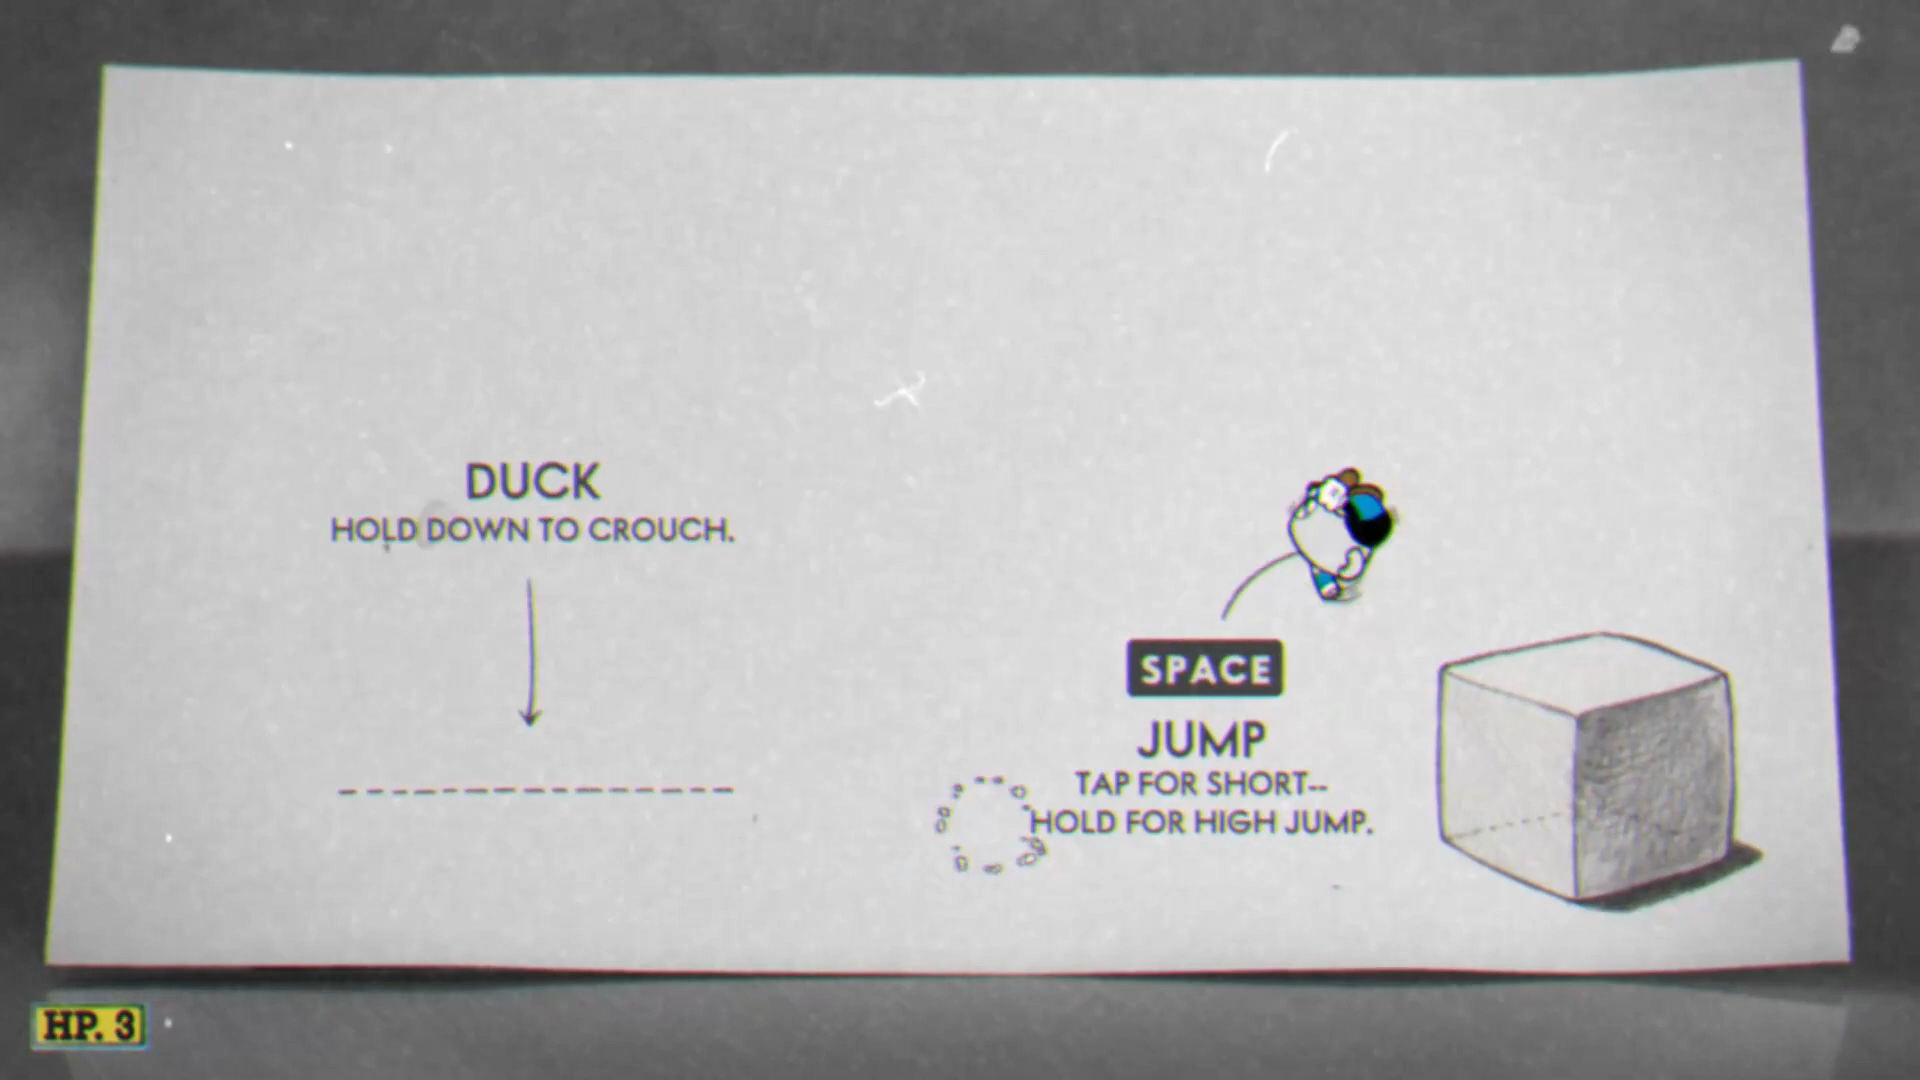 DUCK
HOLD DOWN TO CROUCH.
SPACE
JUMP
TAP FOR SHORT--
HOLD FOR HIGH JUMP.
HP. 3